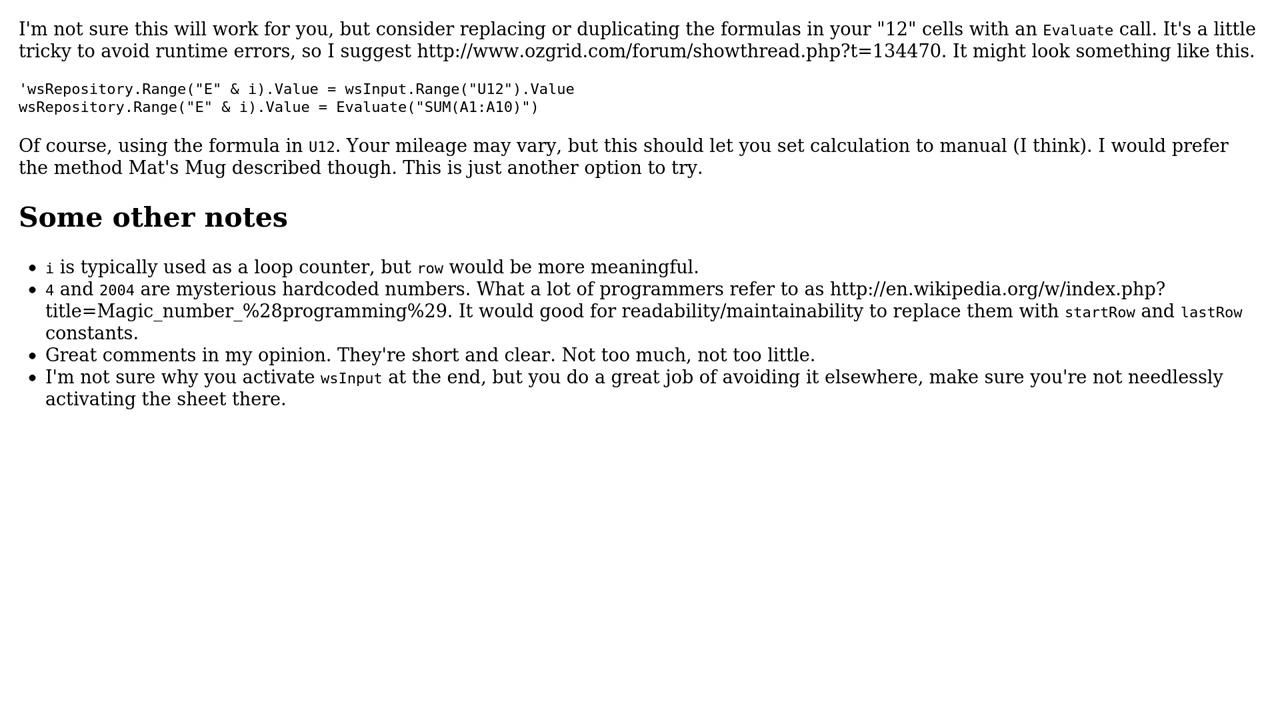 I'm not sure this will work for you, but consider replacing or duplicating the formulas in your "12" cells with an Evaluate call. It's a little
tricky to avoid runtime errors, so I suggest http://www.ozgrid.com/forum/showthread.php?t=134470. It might look something like this.
'wsRepository.Range("E" & i).Value = wsInput.Range("U12").Value
wsRepository.Range("E" & i).Value = Evaluate("SUM(A1:A10)")
Of course, using the formula in U12. Your mileage may vary, but this should let you set calculation to manual (I think). I would prefer
the method Mat's Mug described though. This is just another option to try.
Some other notes
• i is typically used as a loop counter, but row would be more meaningful.
• 4 and 2004 are mysterious hardcoded numbers. What a lot of programmers refer to as http://en.wikipedia.org/w/index.php?
title=Magic_number_%28programming%29. It would good for readability/maintainability to replace them with startRow and lastRow
constants.
• Great comments in my opinion. They're short and clear. Not too much, not too little.
• I'm not sure why you activate wsInput at the end, but you do a great job of avoiding it elsewhere, make sure you're not needlessly
activating the sheet there.